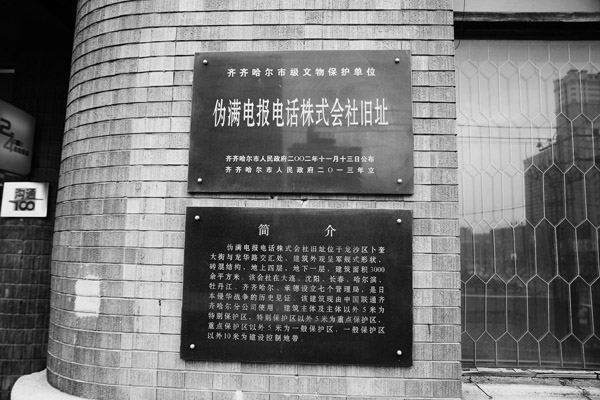 齐齐哈尔市级文物保护单位
伪满电报电话株式会社旧址
齐齐哈尔市人民政府二〇〇二年十一月十三日公布
齐齐哈尔市人民政府二〇一三年立
简 介
伪满电报电话株式会社旧址位于龙沙区卜奎
大街与龙华路交汇处，建筑外观呈军舰式形状，
砖混结构，地上四层，地下一层，建筑面积3000
余平方米。该会社在大连、沈阳、长春、哈尔滨、
牡丹江、齐齐哈尔、承德设立七个管理局，是日
本侵华战争的历史见证。该建筑现由中国联通齐
齐哈尔分公司使用。建筑主体及主体以外5米为
特别保护区，特别保护区以外5米为重点保护区，
重点保护区以外5米为一般保护区，一般保护区
以外10米为建设控制地带。
沟通
100